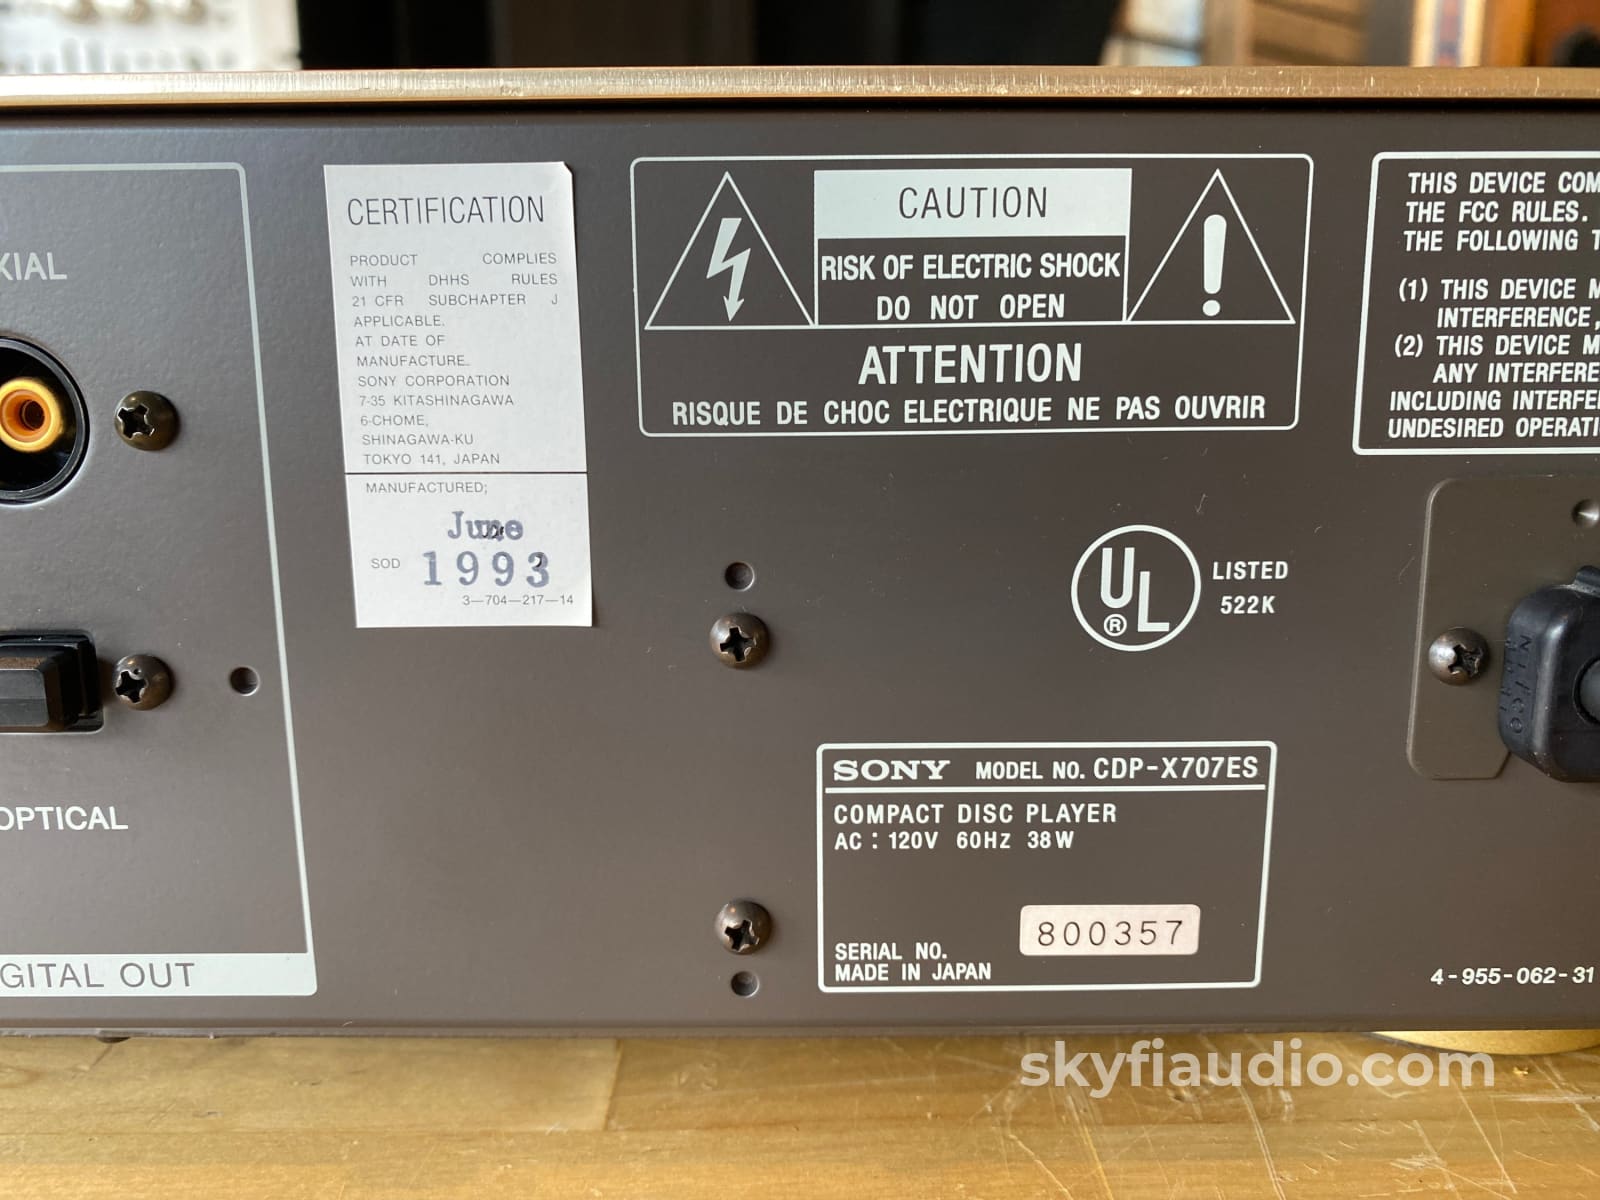 XIAL
OPTICAL
GITAL OUT
CERTIFICATION
PRODUCT COMPLIES
WITH DHHS RULES
21 CFR SUBCHAPTER J
APPLICABLE.
AT DATE OF
MANUFACTURE.
SONY CORPORATION
7-35 KITASHINAGAWA
6-CHOME,
SHINAGAWA-KU
TOKYO 141, JAPAN
MANUFACTURED;
June
SOD 1993
3-704-217-14
CAUTION
RISK OF ELECTRIC SHOCK
DO NOT OPEN
ATTENTION
RISQUE DE CHOC ELECTRIQUE NE PAS OUVRIR
THIS DEVICE COM
THE FCC RULES.
THE FOLLOWING T
(1) THIS DEVICE M
INTERFERENCE,
(2) THIS DEVICE M
ANY INTERFERE
INCLUDING INTERFE
UNDESIRED OPERATI
UL ®
LISTED
522K
SONY MODEL NO. CDP-X707ES
COMPACT DISC PLAYER
AC : 120V 60Hz 38W
SERIAL NO. 800357
MADE IN JAPAN
4-955-062-31
skyfiaudio.com